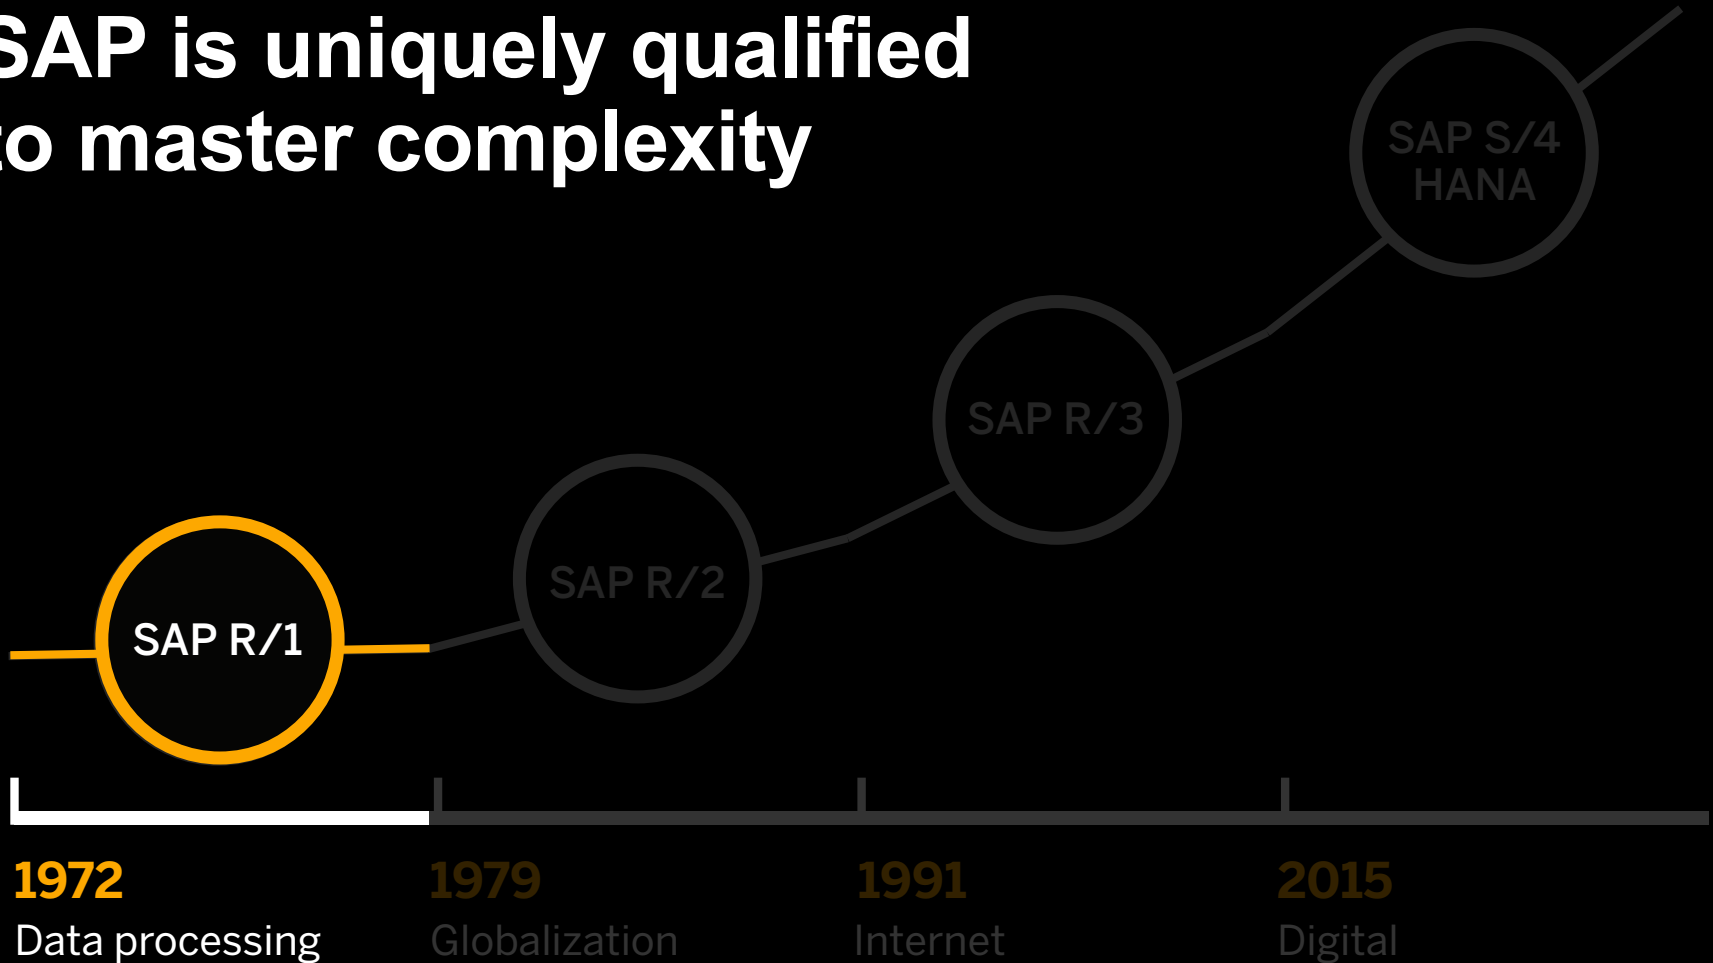 SAP is uniquely qualified
to master complexity
SAP S/4
HANA
SAP R/3
SAP R/2
SAP R/1
1972
Data processing
1979
Globalization
1991
Internet
2015
Digital